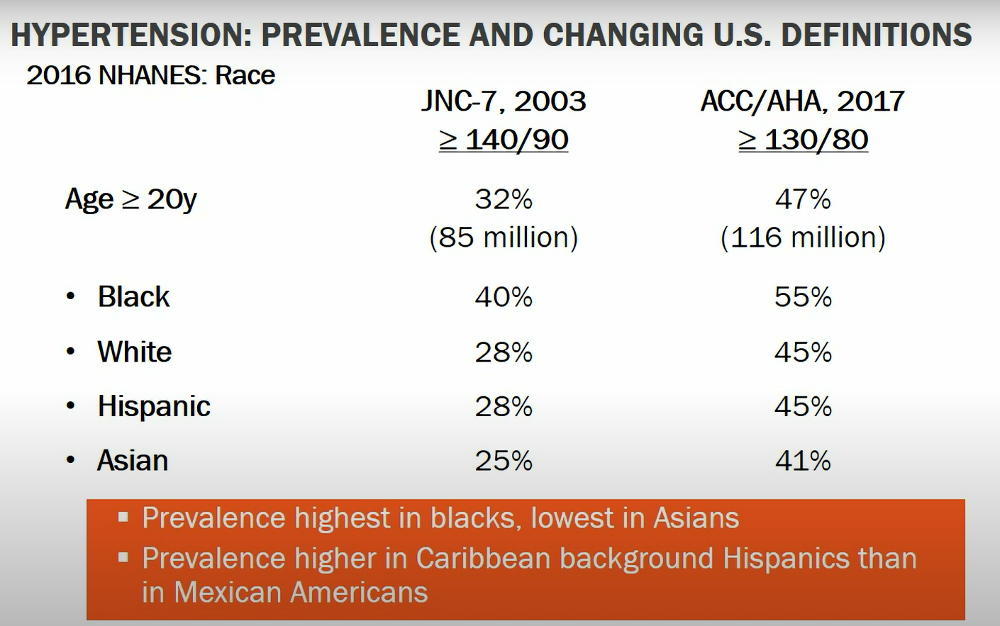 HYPERTENSION: PREVALENCE AND CHANGING U.S. DEFINITIONS
2016 NHANES: Race
JNC-7, 2003 ACC/AHA, 2017
≥ 140/90 ≥ 130/80
Age ≥ 20y 32% 47%
(85 million) (116 million)
• Black 40% 55%
• White 28% 45%
• Hispanic 28% 45%
• Asian 25% 41%
▪ Prevalence highest in blacks, lowest in Asians
▪ Prevalence higher in Caribbean background Hispanics than
in Mexican Americans